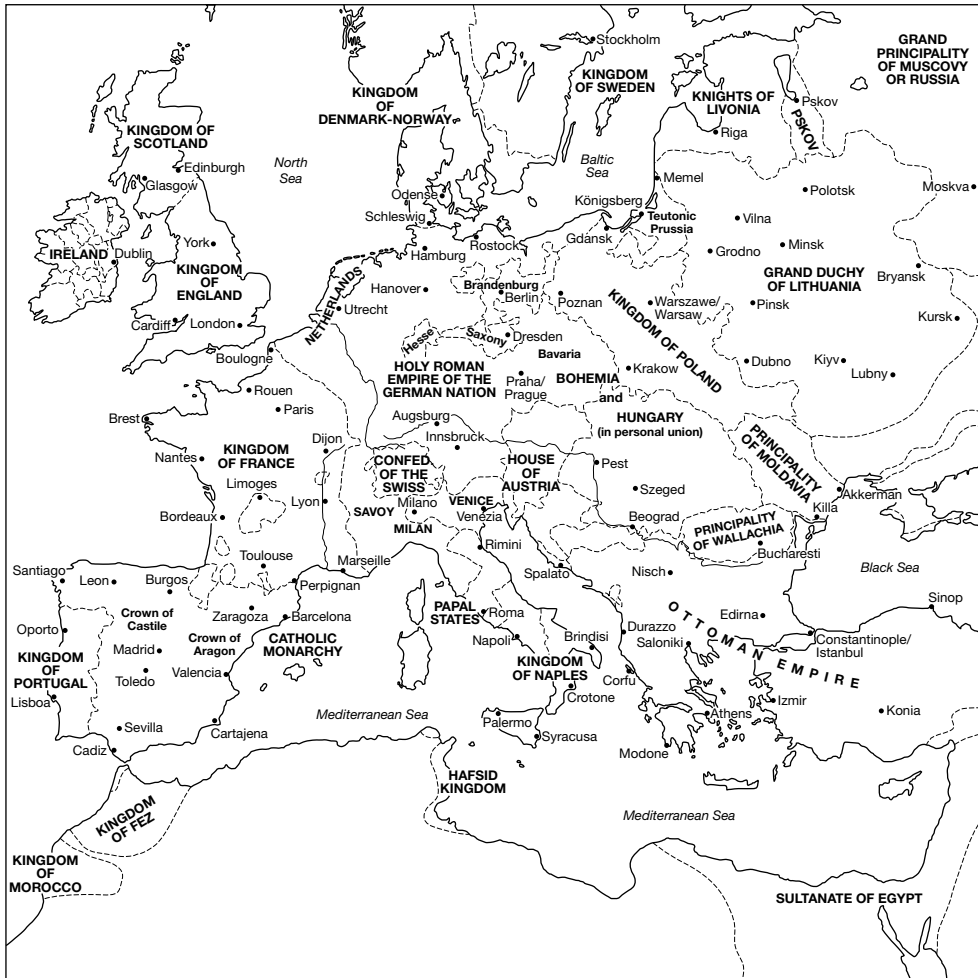 Stockholm
GRAND
PRINCIPALITY
OF MUSCOVY
OR RUSSIA
KINGDOM
OF SWEDEN
KINGDOM
OF
DENMARK-NORWAY
KNIGHTS OF
LIVONIA
Pskov
PSKOV
Riga
KINGDOM OF
SCOTLAND
Edinburgh
Glasgow
North
Sea
Baltic
Sea
Odense
Schleswig
Memel
Königsberg
Teutonic
Prussia
Gdańsk
Polotsk
Moskva
Vilna
Grodno
Minsk
IRELAND
Dublin
York
KINGDOM
OF
ENGLAND
Cardiff
London
Hamburg
Rostock
Hanover
Brandenburg
Berlin
Poznan
NETHERLANDS
Utrecht
GRAND DUCHY
OF LITHUANIA
Bryansk
Kursk
Warszawe/
Warsaw
Pinsk
KINGDOM OF POLAND
Dubno
Kiyv
Lubny
Boulogne
Hesse
Saxony
Dresden
Bavaria
HOLY ROMAN
EMPIRE OF THE
GERMAN NATION
Praha/
Prague
BOHEMIA
and
HUNGARY
(in personal union)
Krakow
Rouen
Paris
Brest
Nantes
KINGDOM
OF FRANCE
Dijon
Augsburg
Innsbruck
Limoges
Lyon
Bordeaux
CONFED.
OF THE
SWISS
HOUSE
OF
AUSTRIA
Pest
Szeged
PRINCIPALITY
OF MOLDAVIA
Akkerman
Killa
SAVOY
Milano
MILAN
VENICE
Venezia
Beograd
PRINCIPALITY
OF WALLACHIA
Bucharesti
Toulouse
Marseille
Rimini
Spalato
Nisch
Black Sea
Santiago
Leon
Burgos
Perpignan
Zaragoza
Barcelona
Crown of
Castile
Crown of
Aragon
CATHOLIC
MONARCHY
Oporto
KINGDOM
OF
PORTUGAL
Lisboa
Madrid
Toledo
Valencia
PAPAL
STATES
Roma
Napoli
Brindisi
KINGDOM
OF NAPLES
Crotone
Durazzo
Saloniki
Corfu
Edirna
Sinop
Constantinople/
Istanbul
OTTOMAN EMPIRE
Izmir
Konia
Athens
Modone
Sevilla
Cadiz
Cartajena
Mediterranean Sea
Palermo
Syracusa
HAFSID
KINGDOM
KINGDOM
OF FEZ
KINGDOM
OF
MOROCCO
Mediterranean Sea
SULTANATE OF EGYPT